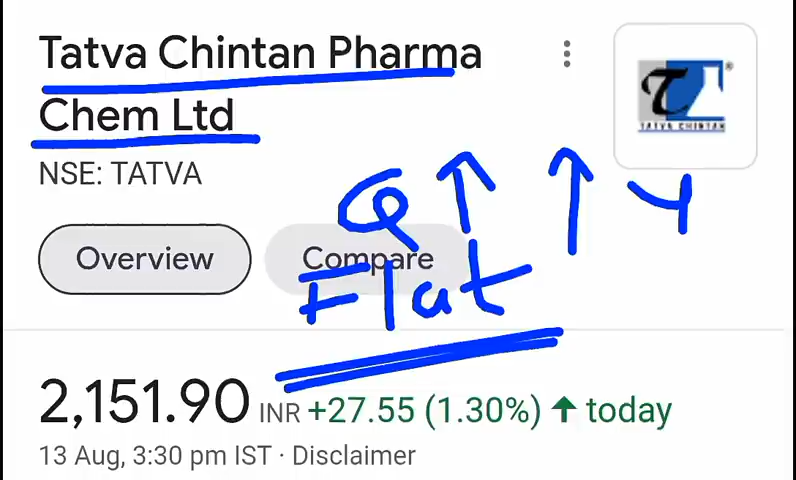 Tatva Chintan Pharma
Chem Ltd
TATVA CHINTAN
NSE: TATVA
Q ↑ ↑ Y
Overview
Compare
Flat
2,151.90 INR +27.55 (1.30%) ↑ today
13 Aug, 3:30 pm IST · Disclaimer